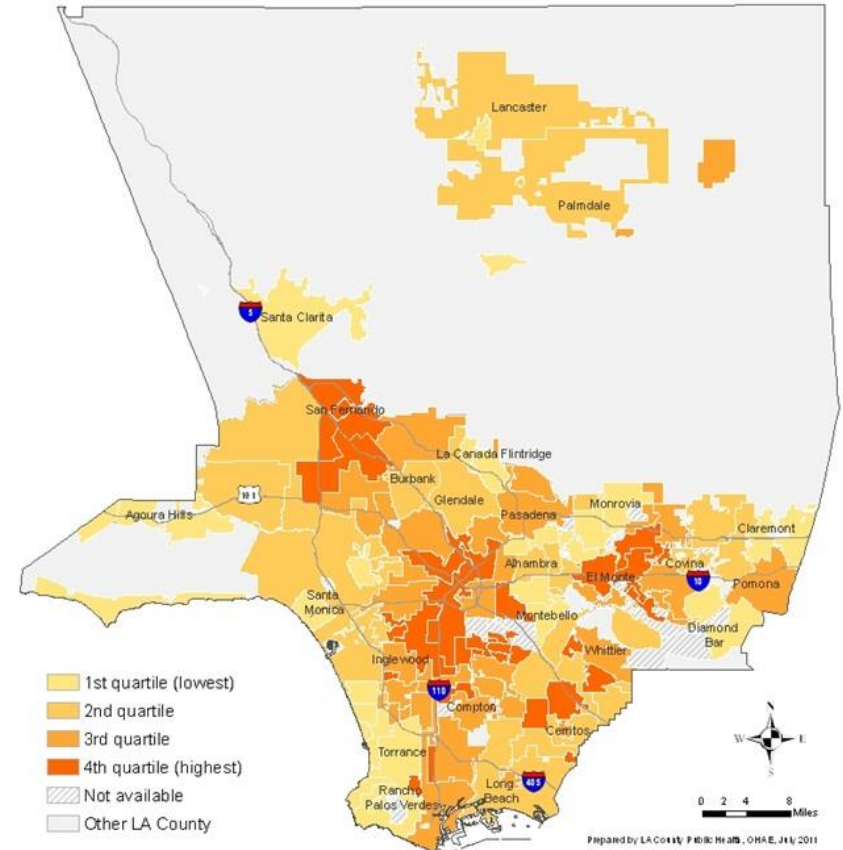 Lancaster
Palmdale
5
Santa Clarita
San Fernando
La Canada Flintridge
Burbank
101
Glendale
Monrovia
Agoura Hills
Pasadena
Claremont
Alhambra
Covina
El Monte
10
Pomona
Santa
Monica
Montebello
Diamond
Bar
Whittier
Inglewood
1st quartile (lowest)
110
2nd quartile
Compton
N
Cerritos
3rd quartile
W
E
Torrance
S
4th quartile (highest)
Rancho
Palos Verdes
Long
Beach
405
Not available
0 2 4 8
Miles
Other LA County
Prepared by LA County Public Health, OHAE, July 2011